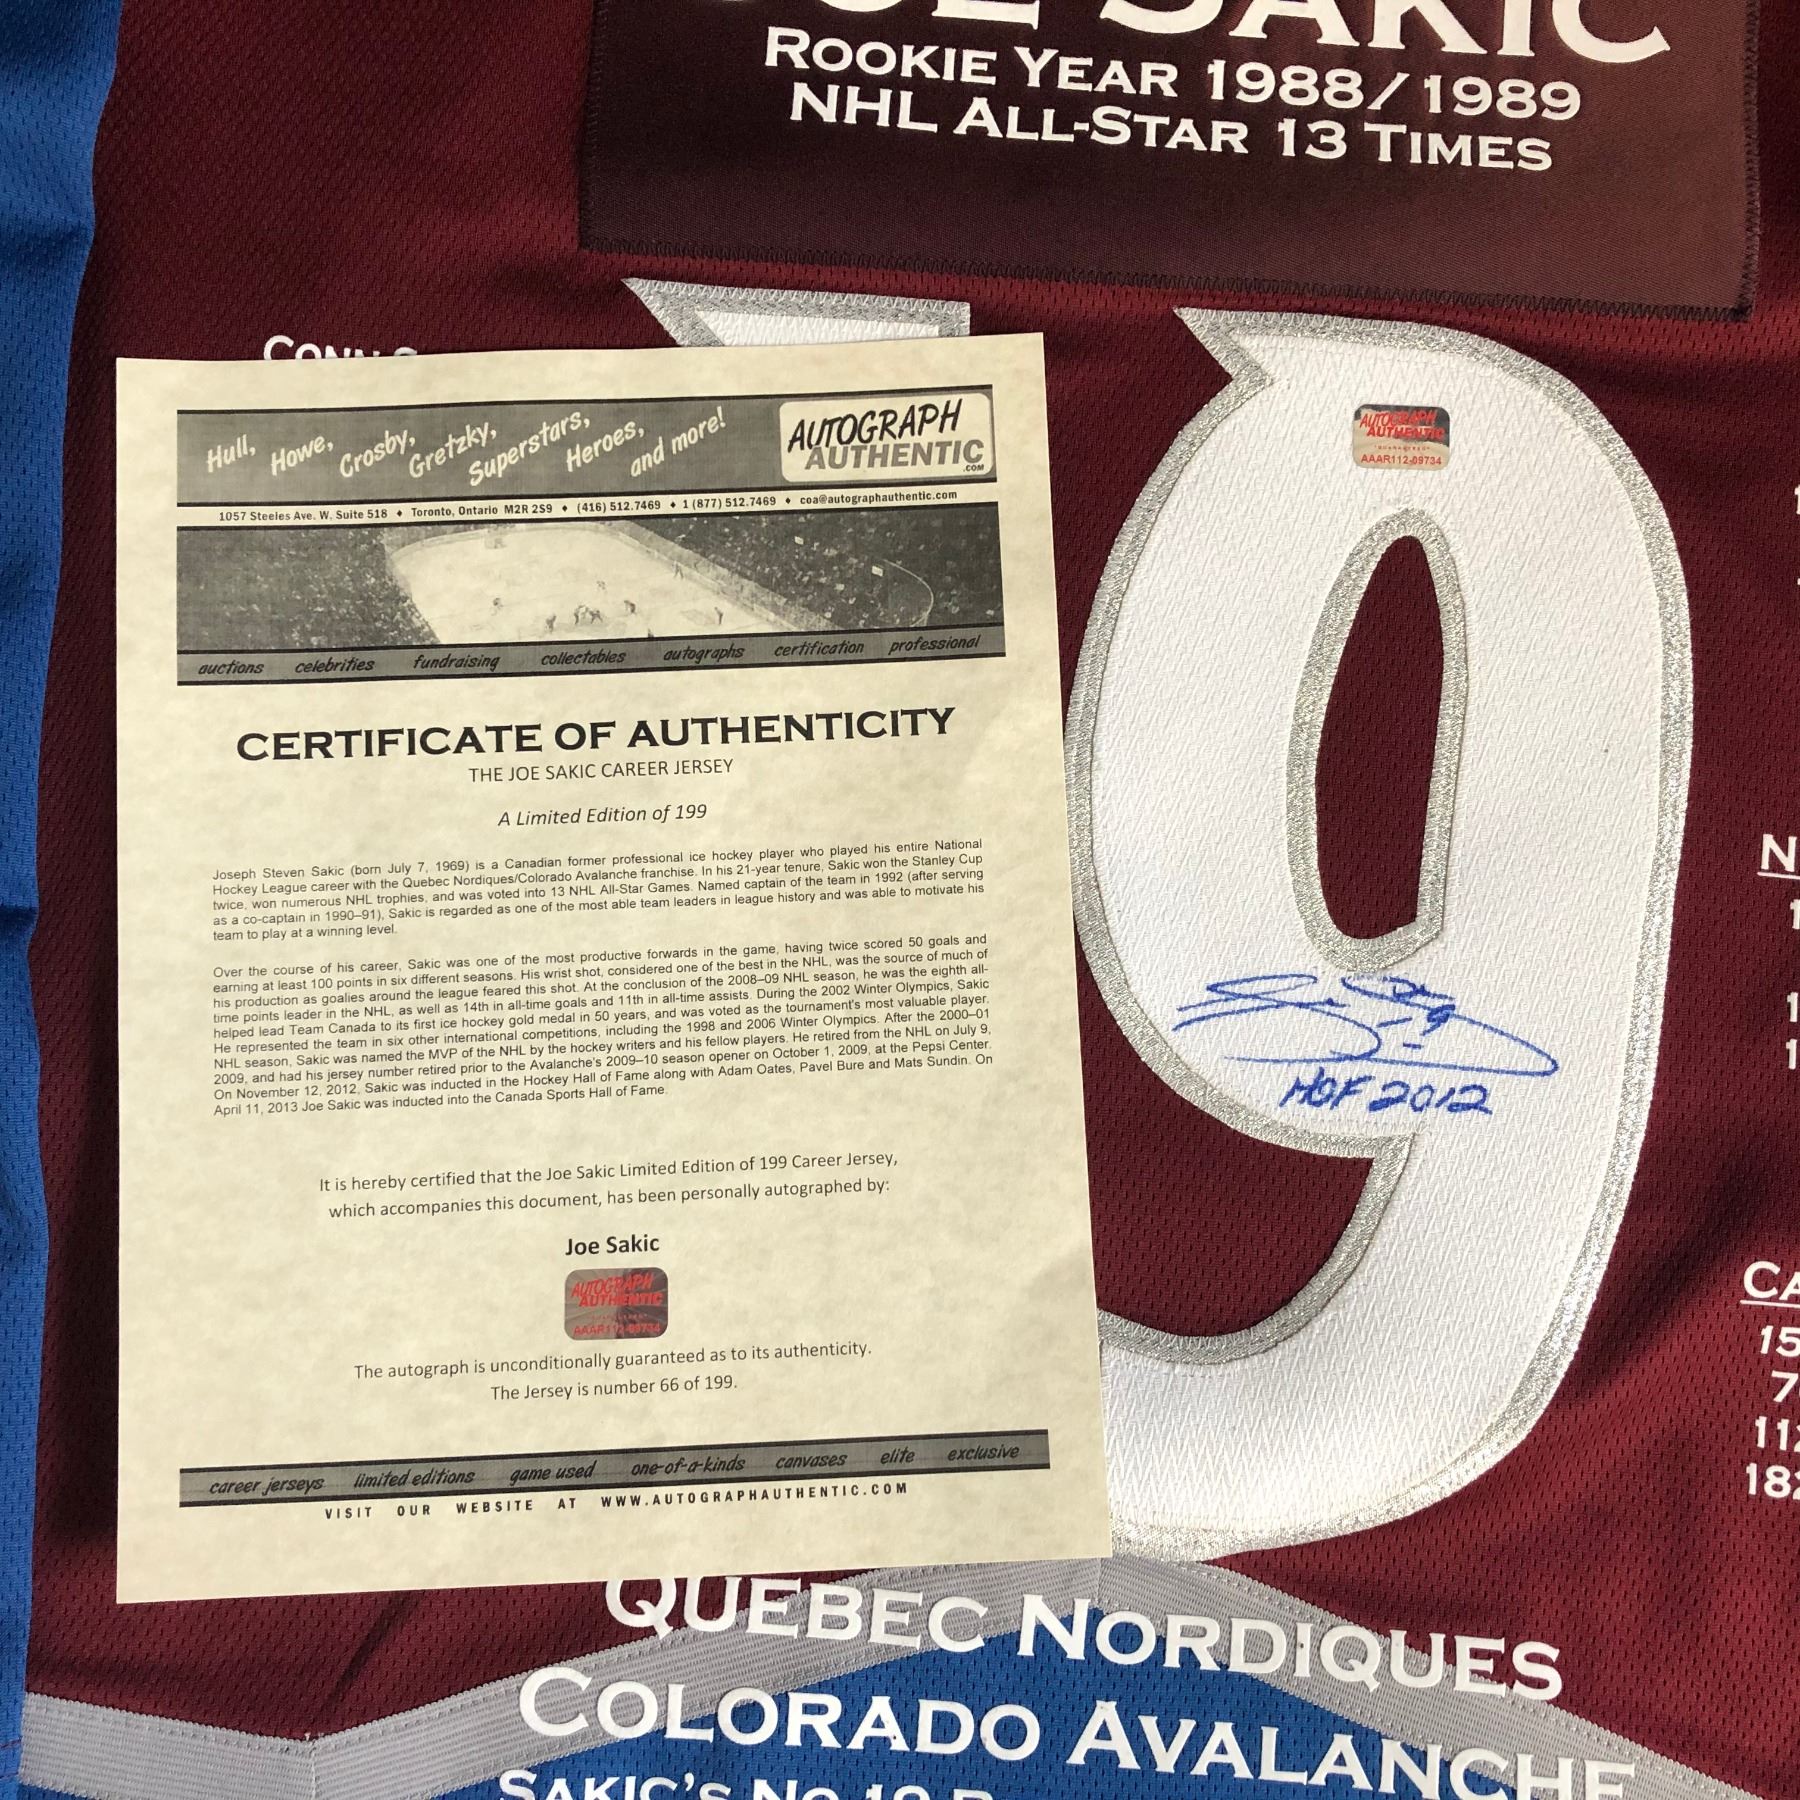 JOE SAKIC
ROOKIE YEAR 1988/1989
NHL ALL-STAR 13 TIMES
CONN
Hull, Howe, Crosby, Gretzky, Superstars, Heroes, and more!
AUTOGRAPH
AUTHENTIC
.COM
1057 Steeles Ave. W. Suite 518 ♦ Toronto, Ontario M2R 2S9 ♦ (416) 512.7469 ♦ 1 (877) 512.7469 ♦ coa@autographauthentic.com
auctions celebrities fundraising collectables autographs certification professional
CERTIFICATE OF AUTHENTICITY
THE JOE SAKIC CAREER JERSEY
A Limited Edition of 199
Joseph Steven Sakic (born July 7, 1969) is a Canadian former professional ice hockey player who played his entire National
Hockey League career with the Quebec Nordiques/Colorado Avalanche franchise. In his 21-year tenure, Sakic won the Stanley Cup
twice, won numerous NHL trophies, and was voted into 13 NHL All-Star Games. Named captain of the team in 1992 (after serving
as a co-captain in 1990–91), Sakic is regarded as one of the most able team leaders in league history and was able to motivate his
team to play at a winning level.
Over the course of his career, Sakic was one of the most productive forwards in the game, having twice scored 50 goals and
earning at least 100 points in six different seasons. His wrist shot, considered one of the best in the NHL, was the source of much of
his production as goalies around the league feared this shot. At the conclusion of the 2008–09 NHL season, he was the eighth all-
time points leader in the NHL, as well as 14th in all-time goals and 11th in all-time assists. During the 2002 Winter Olympics, Sakic
helped lead Team Canada to its first ice hockey gold medal in 50 years, and was voted as the tournament's most valuable player.
He represented the team in six other international competitions, including the 1998 and 2006 Winter Olympics. After the 2000–01
NHL season, Sakic was named the MVP of the NHL by the hockey writers and his fellow players. He retired from the NHL on July 9,
2009, and had his jersey number retired prior to the Avalanche's 2009–10 season opener on October 1, 2009, at the Pepsi Center.
On November 12, 2012, Sakic was inducted in the Hockey Hall of Fame along with Adam Oates, Pavel Bure and Mats Sundin. On
April 11, 2013 Joe Sakic was inducted into the Canada Sports Hall of Fame.
It is hereby certified that the Joe Sakic Limited Edition of 199 Career Jersey,
which accompanies this document, has been personally autographed by:
Joe Sakic
AUTOGRAPH
AUTHENTIC
AAAR112-09734
The autograph is unconditionally guaranteed as to its authenticity.
The Jersey is number 66 of 199.
career jerseys limited editions game used one-of-a-kinds canvases elite exclusive
VISIT OUR WEBSITE AT WWW.AUTOGRAPHAUTHENTIC.COM
19
AUTOGRAPH
AUTHENTIC
AAAR112-09734
HOF 2012
N
CA
15
7
112
182
QUEBEC NORDIQUES
COLORADO AVALANCHE
SAKIC'S NO 19